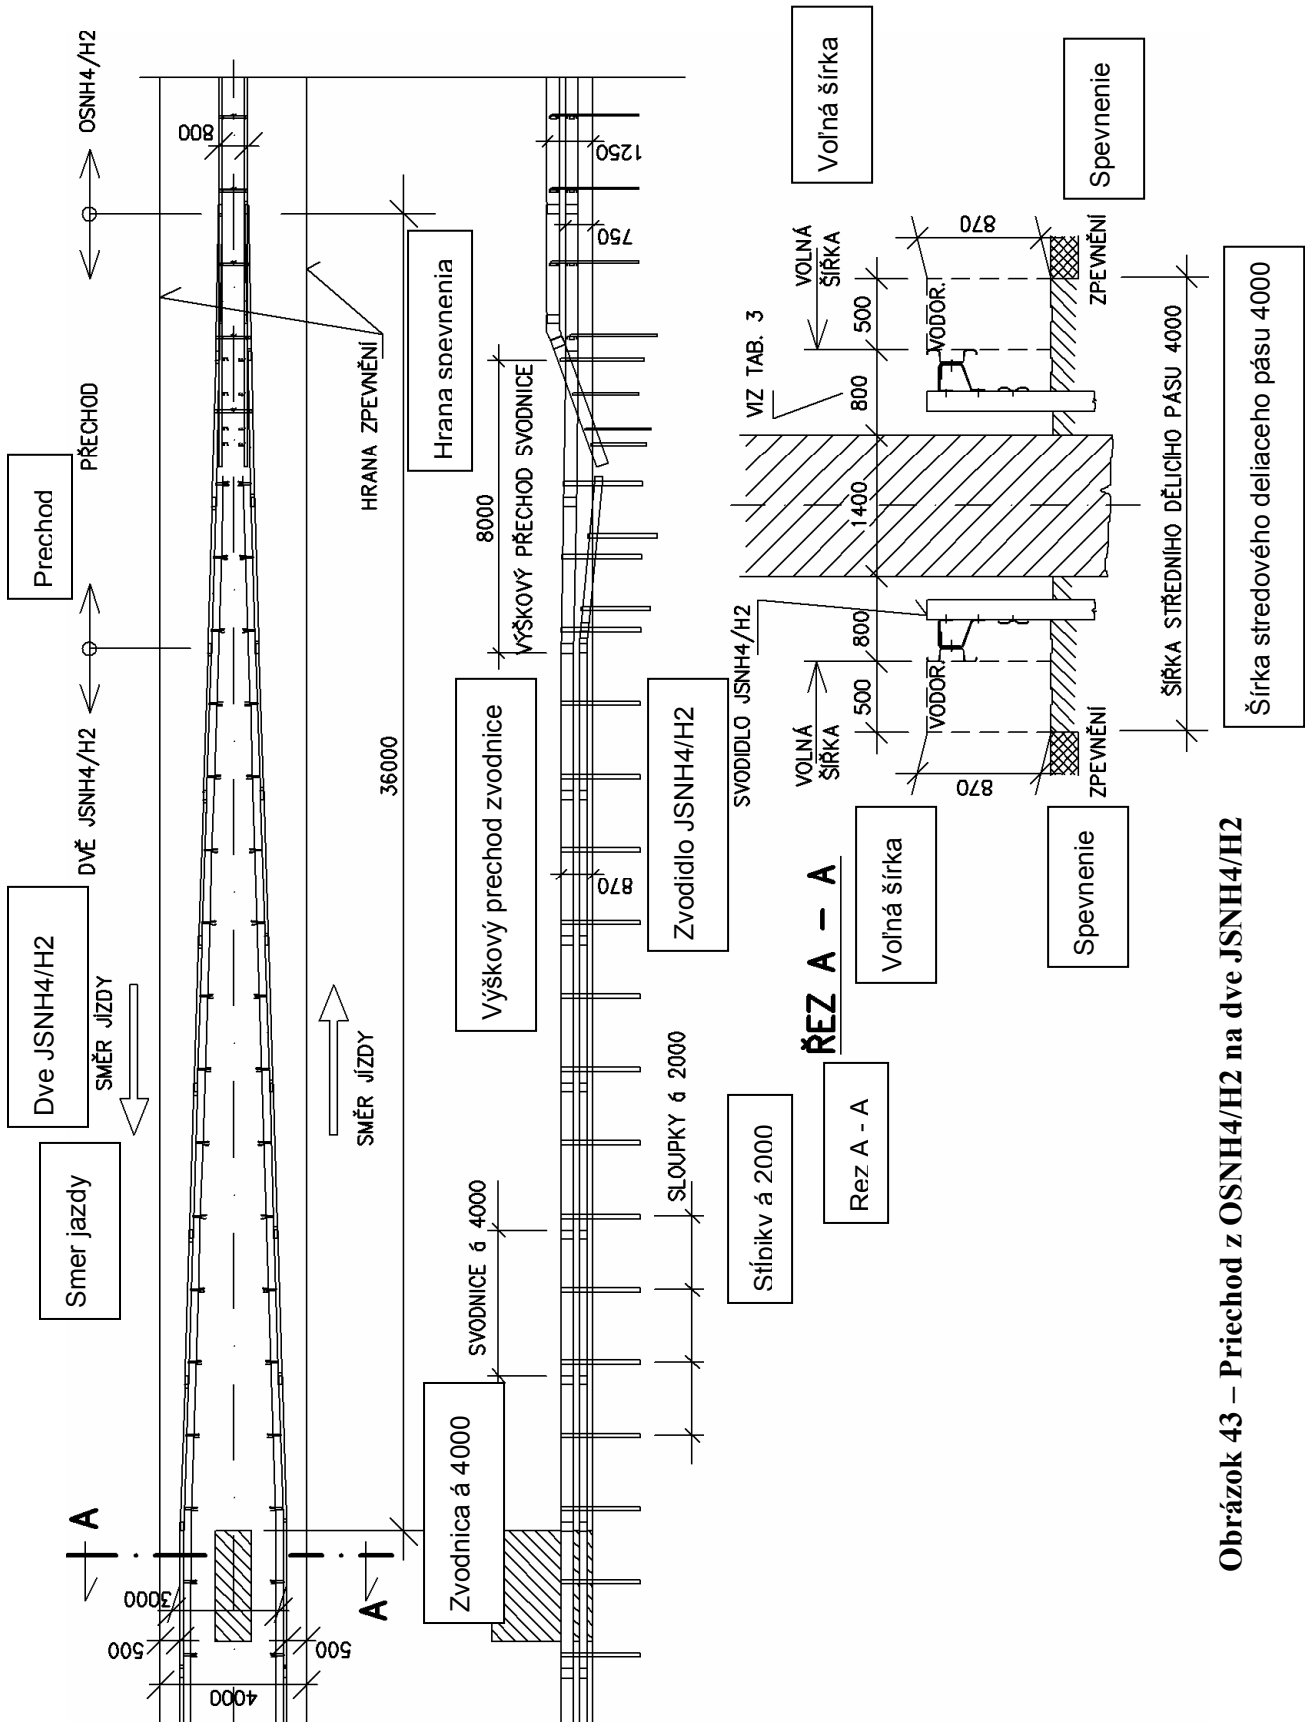 Smer jazdy
Dve JSNH4/H2
SMĚR JÍZDY
DVĚ JSNH4/H2
Prechod
PŘECHOD
OSNH4/H2
A
A
500
3000
4000
500
800
SMĚR JÍZDY
36000
HRANA ZPEVNĚNÍ
Hrana spevnenia
Zvodnica á 4000
SVODNICE á 4000
Výškový prechod zvodnice
8000
VÝŠKOVÝ PŘECHOD SVODNICE
870
750
1250
SLOUPKY á 2000
Stĺpiky á 2000
Zvodidlo JSNH4/H2
SVODIDLO JSNH4/H2
VIZ TAB. 3
ŘEZ A - A
Rez A - A
Voľná šírka
VOLNÁ
ŠÍŘKA
VOLNÁ
ŠÍŘKA
Voľná šírka
500
800
1400
800
500
VODOR.
VODOR.
870
870
ZPEVNĚNÍ
Spevnenie
ZPEVNĚNÍ
Spevnenie
ŠÍŘKA STŘEDNÍHO DĚLICÍHO PÁSU 4000
Šírka stredového deliaceho pásu 4000
Obrázok 43 – Priechod z OSNH4/H2 na dve JSNH4/H2